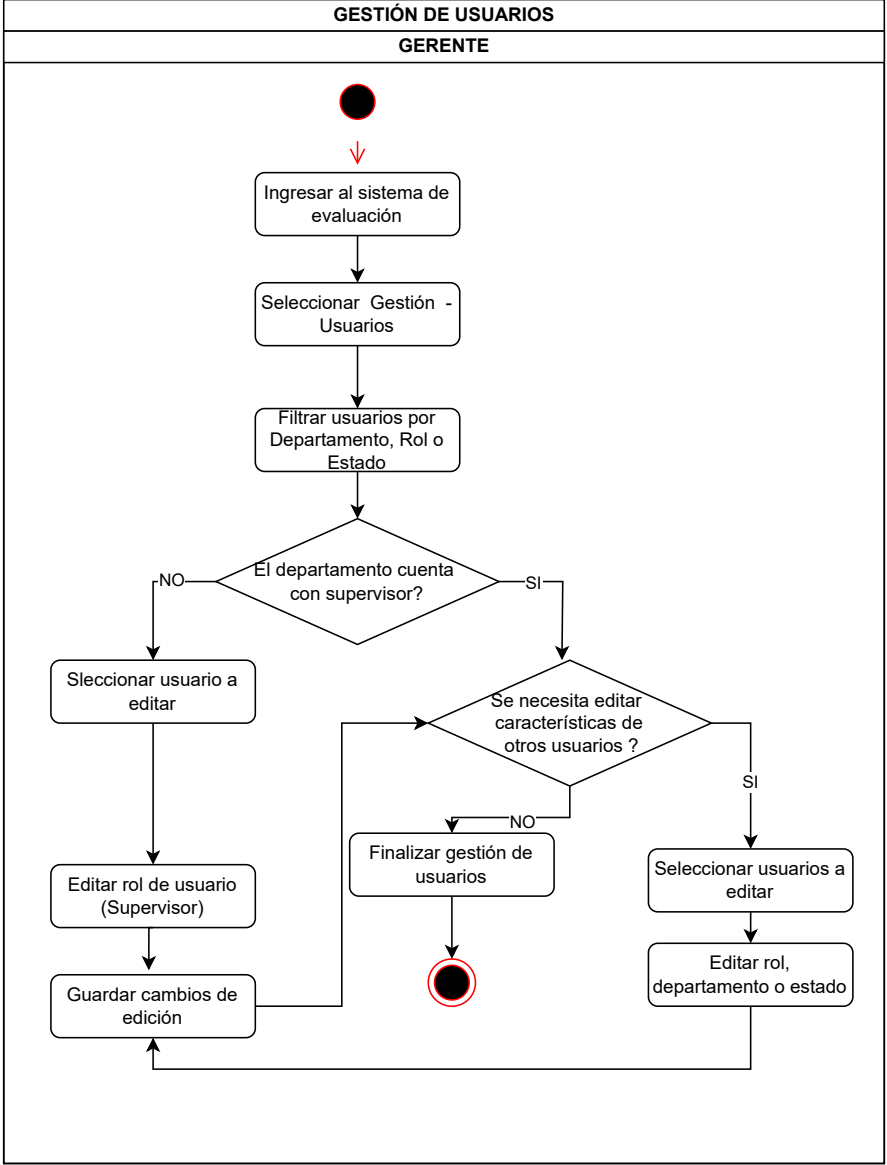 GESTIÓN DE USUARIOS
GERENTE
Ingresar al sistema de
evaluación
Seleccionar Gestión -
Usuarios
Filtrar usuarios por
Departamento, Rol o
Estado
El departamento cuenta
con supervisor?
NO
SI
Sleccionar usuario a
editar
Se necesita editar
características de
otros usuarios ?
SI
NO
Finalizar gestión de
usuarios
Seleccionar usuarios a
editar
Editar rol de usuario
(Supervisor)
Editar rol,
departamento o estado
Guardar cambios de
edición